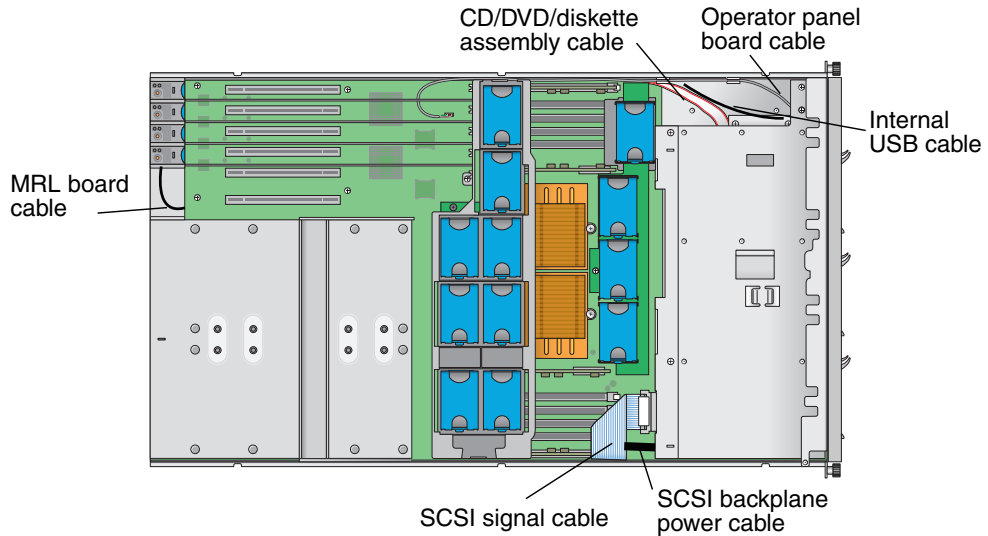 CD/DVD/diskette
assembly cable
Operator panel
board cable
Internal
USB cable
MRL board
cable
SCSI signal cable
SCSI backplane
power cable